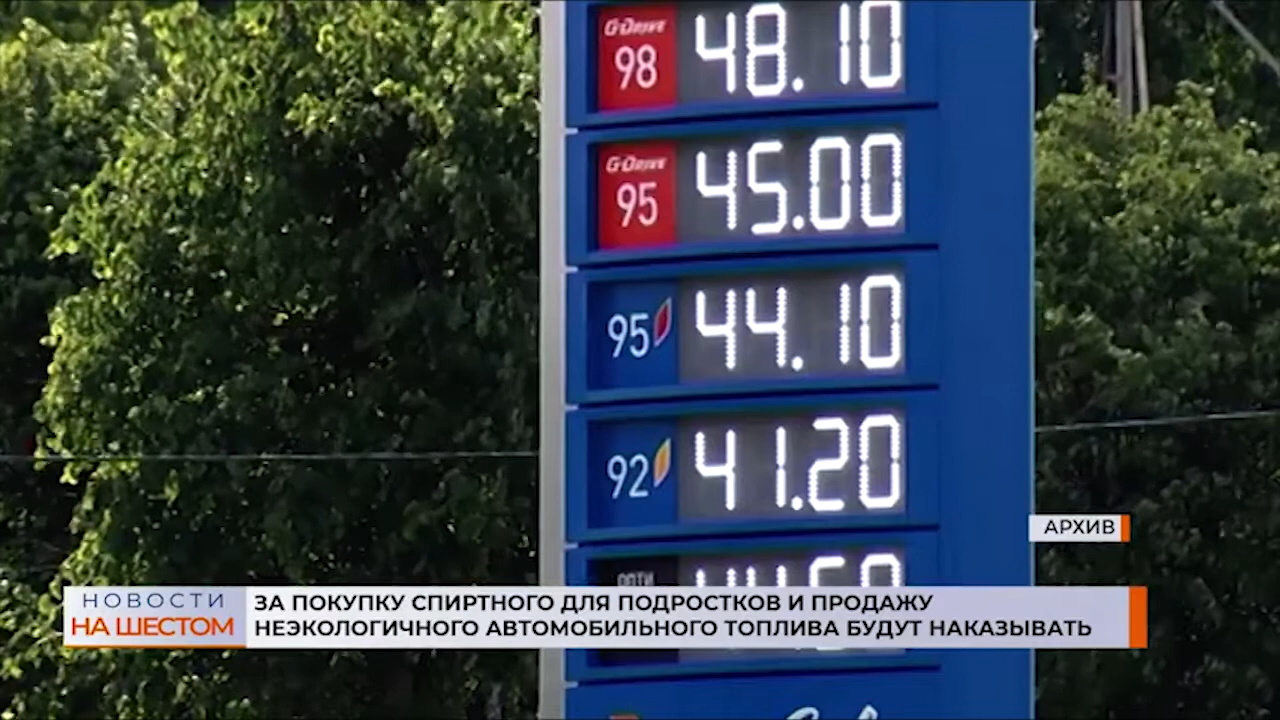 G-DRIVE
98 48.10
G-DRIVE
95 45.00
95 44.10
92 41.20
АРХИВ
НОВОСТИ
НА ШЕСТОМ
ЗА ПОКУПКУ СПИРТНОГО ДЛЯ ПОДРОСТКОВ И ПРОДАЖУ
НЕЭКОЛОГИЧНОГО АВТОМОБИЛЬНОГО ТОПЛИВА БУДУТ НАКАЗЫВАТЬ